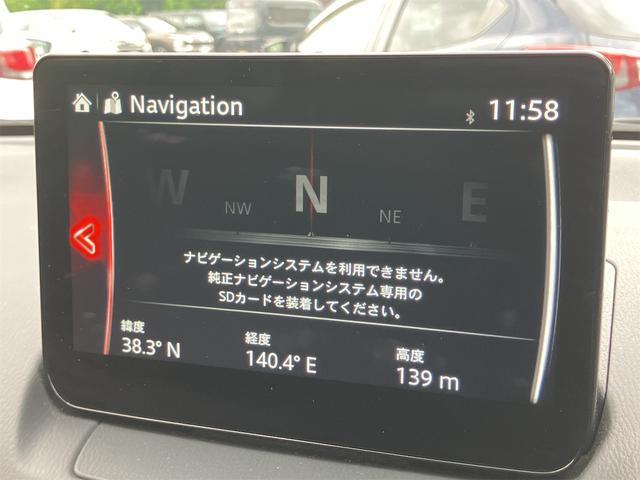 Navigation
11:58
W NW N NE E
ナビゲーションシステムを利用できません。
純正ナビゲーションシステム専用の
SDカードを装着してください。
緯度 経度 高度
38.3° N 140.4° E 139 m